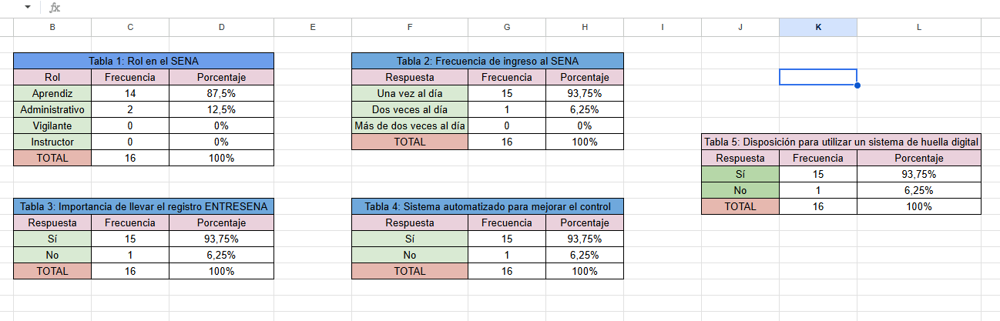 fx
B C D E F G H I J K L
Tabla 1: Rol en el SENA
Rol Frecuencia Porcentaje
Aprendiz 14 87,5%
Administrativo 2 12,5%
Vigilante 0 0%
Instructor 0 0%
TOTAL 16 100%
Tabla 2: Frecuencia de ingreso al SENA
Respuesta Frecuencia Porcentaje
Una vez al día 15 93,75%
Dos veces al día 1 6,25%
Más de dos veces al día 0 0%
TOTAL 16 100%
Tabla 5: Disposición para utilizar un sistema de huella digital
Respuesta Frecuencia Porcentaje
Sí 15 93,75%
No 1 6,25%
TOTAL 16 100%
Tabla 3: Importancia de llevar el registro ENTRESENA
Respuesta Frecuencia Porcentaje
Sí 15 93,75%
No 1 6,25%
TOTAL 16 100%
Tabla 4: Sistema automatizado para mejorar el control
Respuesta Frecuencia Porcentaje
Sí 15 93,75%
No 1 6,25%
TOTAL 16 100%